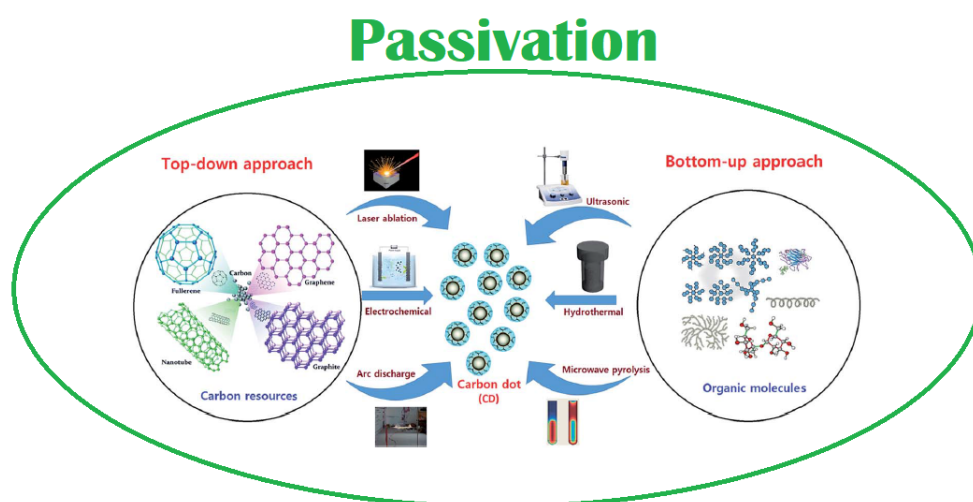 Passivation
Top-down approach
Bottom-up approach
Laser ablation
Ultrasonic
Carbon
Fullerene
Graphene
Electrochemical
Hydrothermal
Nanotube
Graphite
Arc discharge
Carbon dot
(CD)
Microwave pyrolysis
Carbon resources
Organic molecules